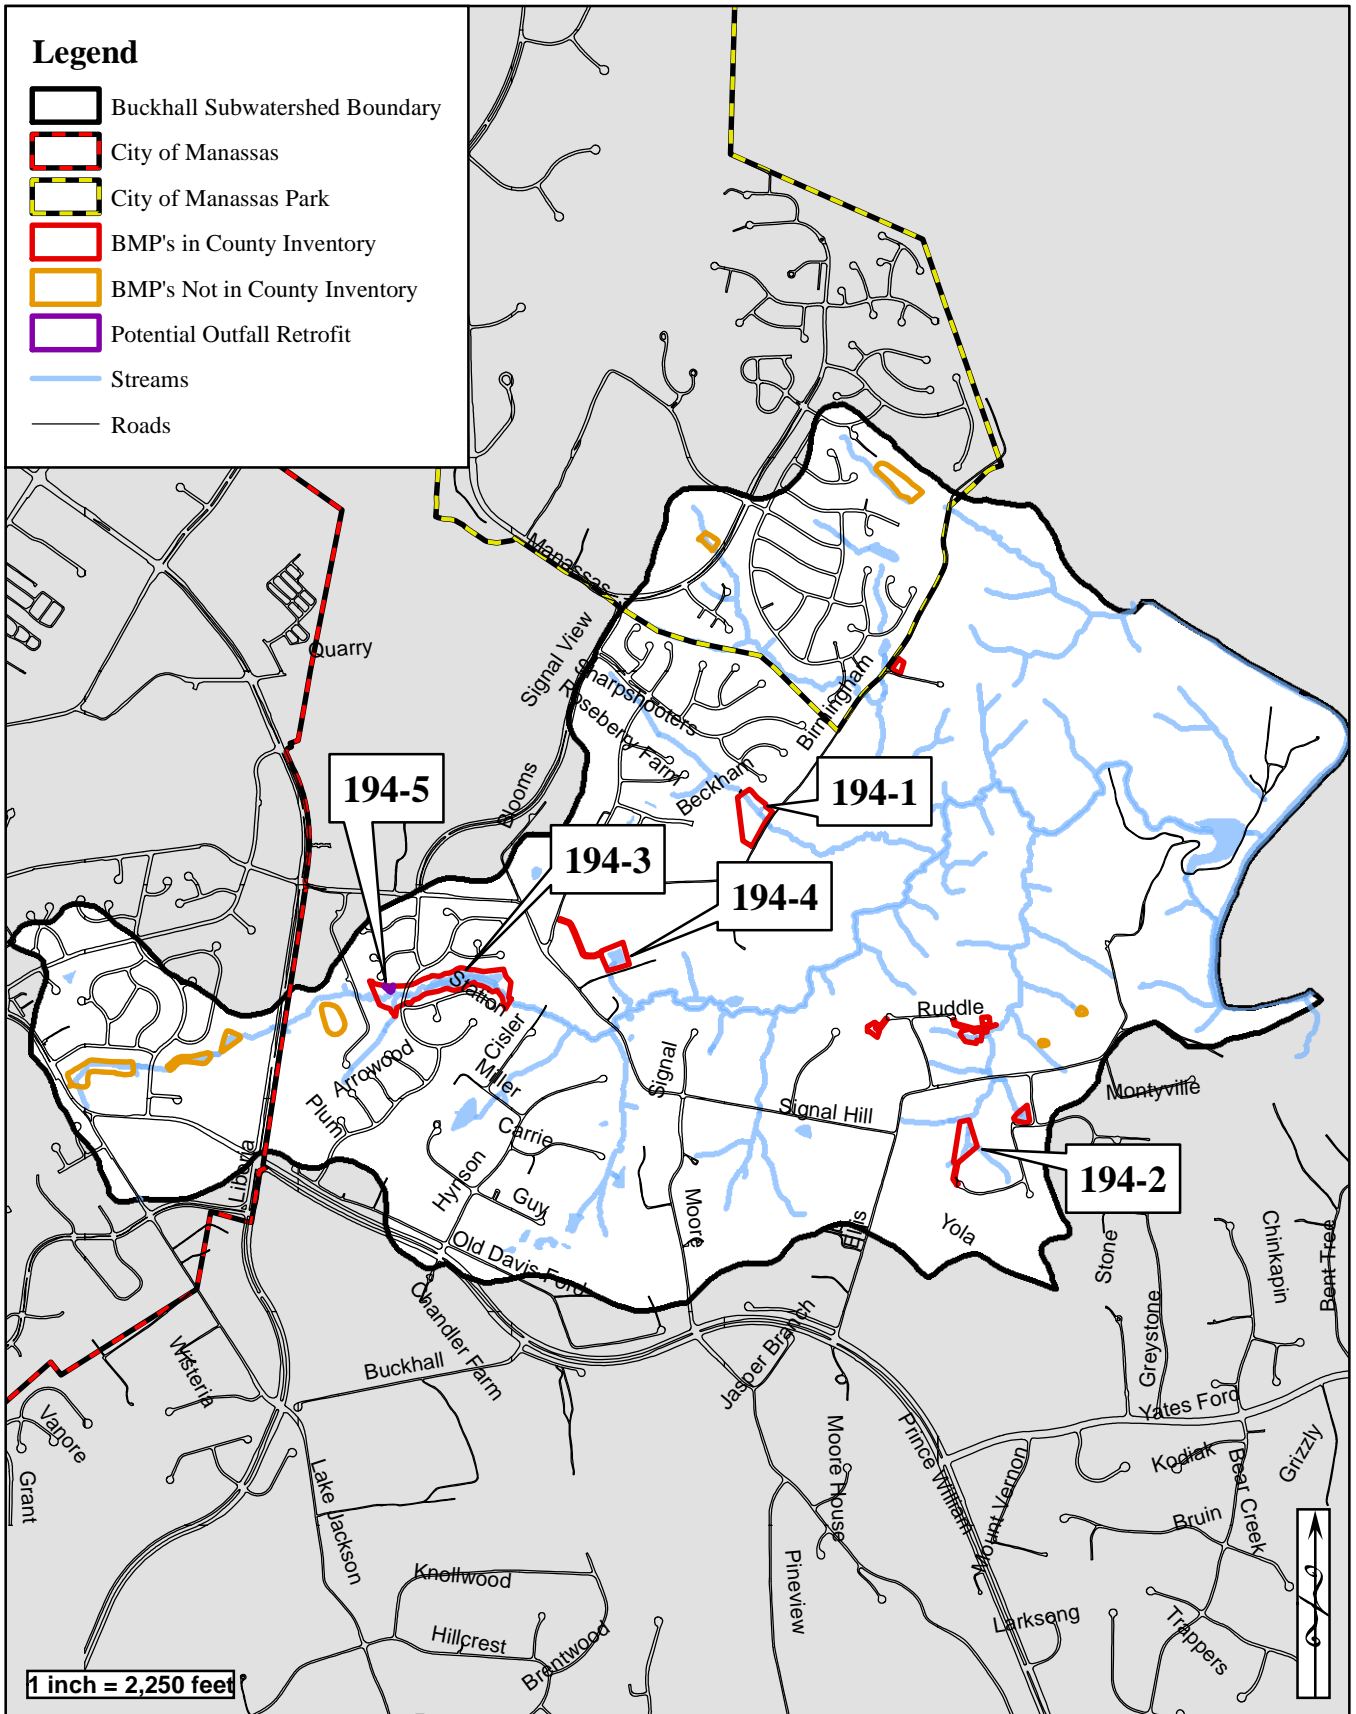 Legend
Buckhall Subwatershed Boundary
City of Manassas
City of Manassas Park
BMP's in County Inventory
BMP's Not in County Inventory
Potential Outfall Retrofit
Streams
Roads
Manassas
Quarry
Signal View
Sharpshooters
Roseberry Farm
Birmingham
Beckham
Blooms
194-5
194-1
194-3
194-4
Station
Cisler
Ruddle
Arrowood
Miller
Signal
Montyville
Plum
Carrie
Signal Hill
Liberia
Hynson
Guy
194-2
Moore
Ellis
Yola
Stone
Chinkapin
Bent Tree
Old Davis Ford
Chandler Farm
Greystone
Wisteria
Buckhall
Jasper Branch
Yates Ford
Vanore
Grant
Lake Jackson
Moore House
Prince William
Mount Vernon
Kodiak
Bear Creek
Grizzly
Bruin
Knollwood
Pineview
Hillcrest
Brentwood
Larksong
Trappers
1 inch = 2,250 feet